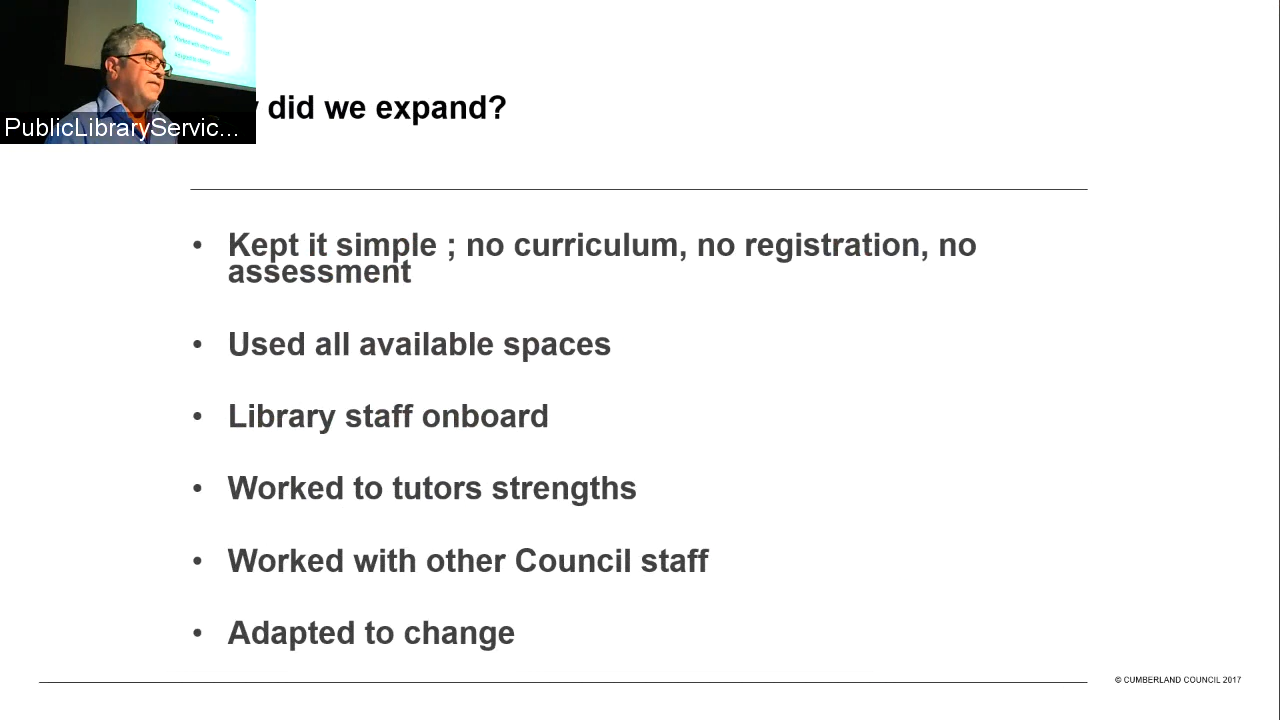 PublicLibraryServic...
did we expand?
• Kept it simple ; no curriculum, no registration, no
assessment
• Used all available spaces
• Library staff onboard
• Worked to tutors strengths
• Worked with other Council staff
• Adapted to change
© CUMBERLAND COUNCIL 2017